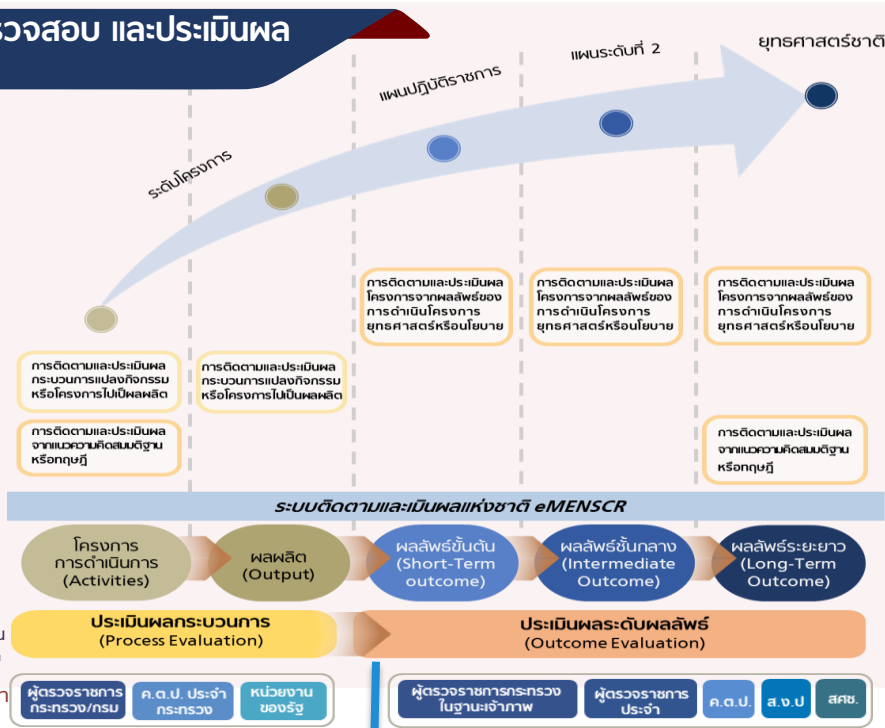 รวจสอบ และประเมินผล
ระดับโครงการ
แผนปฏิบัติราชการ
แผนระดับที่ 2
ยุทธศาสตร์ชาติ
การติดตามและประเมินผล
โครงการจากผลลัพธ์ของ
การดำเนินโครงการ
ยุทธศาสตร์หรือนโยบาย
การติดตามและประเมินผล
โครงการจากผลลัพธ์ของ
การดำเนินโครงการ
ยุทธศาสตร์หรือนโยบาย
การติดตามและประเมินผล
โครงการจากผลลัพธ์ของ
การดำเนินโครงการ
ยุทธศาสตร์หรือนโยบาย
การติดตามและประเมินผล
กระบวนการแปลงกิจกรรม
หรือโครงการไปเป็ผลผลิต
การติดตามและประเมินผล
กระบวนการแปลงกิจกรรม
หรือโครงการไปเป็นผลผลิต
การติดตามและประเมินผล
จากแนวความคิดสมมติฐาน
หรือทฤษฎี
การติดตามและประเมินผล
จากแนวความคิดสมมติฐาน
หรือทฤษฎี
ระบบติดตามและเมินผลแห่งชาติ eMENSCR
โครงการ
การดำเนินการ
(Activities)
ผลผลิต
(Output)
ผลลัพธ์ขั้นต้น
(Short-Term
outcome)
ผลลัพธ์ชั้นกลาง
(Intermediate
Outcome)
ผลลัพธ์ระยะยาว
(Long-Term
Outcome)
ประเมินผลกระบวนการ
(Process Evaluation)
ประเมินผลระดับผลลัพธ์
(Outcome Evaluation)
น
ผู้ตรวจราชการ
กระทรวง/กรม
ค.ต.ป. ประจำ
กระทรวง
หน่วยงาน
ของรัฐ
ผู้ตรวจราชการกระทรวง
ในฐานะเจ้าภาพ
ผู้ตรวจราชการ
ประจำ
ค.ต.ป.
ส.ง.ป
สศช.